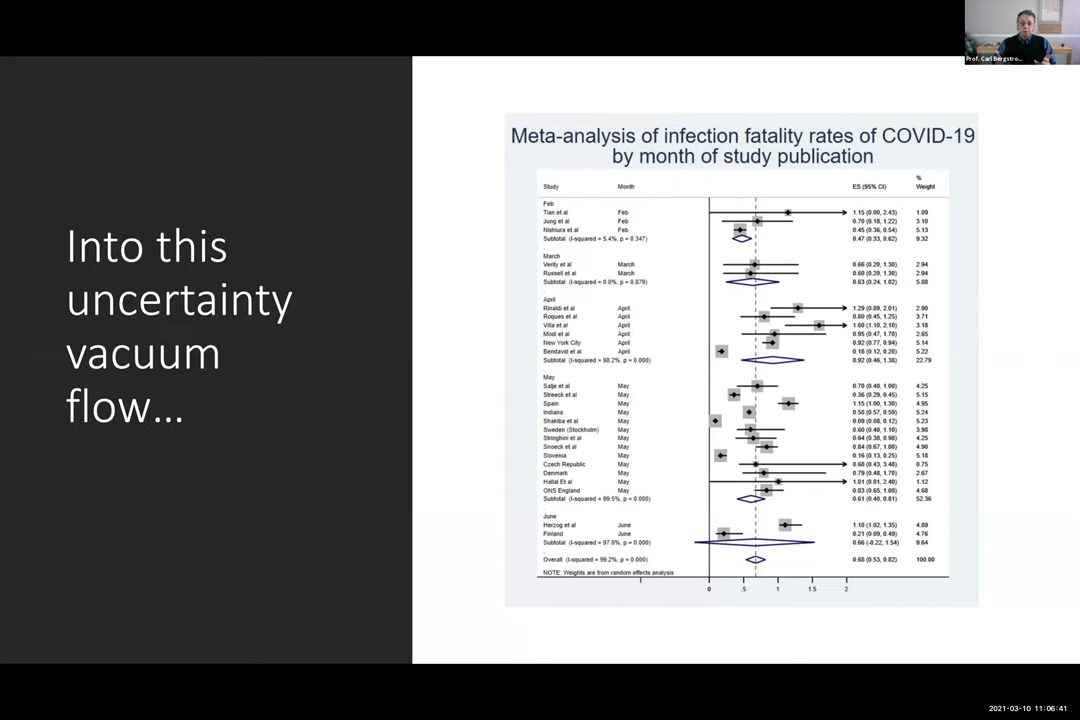 Prof. Carl Bergstro...
Into this
uncertainty
vacuum
flow...
Meta-analysis of infection fatality rates of COVID-19
by month of study publication
%
Study Month ES (95% CI) Weight
Feb
Tian et al Feb 1.15 (0.00, 2.43) 1.09
Jung et al Feb 0.70 (0.18, 1.22) 3.10
Nishiura et al Feb 0.45 (0.36, 0.54) 5.13
Subtotal (I-squared = 5.4%, p = 0.347) 0.47 (0.33, 0.62) 9.32
March
Verity et al March 0.66 (0.20, 1.30) 2.94
Russell et al March 0.60 (0.20, 1.30) 2.94
Subtotal (I-squared = 0.0%, p = 0.879) 0.63 (0.24, 1.02) 5.88
April
Rinaldi et al April 1.29 (0.89, 2.01) 2.90
Roques et al April 0.80 (0.45, 1.25) 3.71
Villa et al April 1.60 (1.10, 2.10) 3.18
Modi et al April 0.95 (0.47, 1.70) 2.65
New York City April 0.92 (0.77, 0.94) 5.14
Bendavid et al April 0.18 (0.12, 0.20) 5.22
Subtotal (I-squared = 98.2%, p = 0.000) 0.92 (0.46, 1.38) 22.79
May
Salje et al May 0.70 (0.40, 1.00) 4.25
Streeck et al May 0.36 (0.29, 0.45) 5.15
Spain May 1.15 (1.00, 1.30) 4.95
Indiana May 0.58 (0.57, 0.59) 5.24
Shakiba et al May 0.09 (0.08, 0.12) 5.23
Sweden (Stockholm) May 0.60 (0.40, 1.10) 3.98
Stringhini et al May 0.64 (0.38, 0.98) 4.25
Snoeck et al May 0.84 (0.67, 1.00) 4.90
Slovenia May 0.16 (0.13, 0.25) 5.18
Czech Republic May 0.68 (0.43, 3.48) 0.75
Denmark May 0.79 (0.48, 1.70) 2.67
Hallal Et al May 1.01 (0.01, 2.40) 1.12
ONS England May 0.83 (0.65, 1.08) 4.68
Subtotal (I-squared = 99.5%, p = 0.000) 0.61 (0.40, 0.81) 52.36
June
Herzog et al June 1.10 (1.02, 1.35) 4.89
Finland June 0.21 (0.09, 0.49) 4.76
Subtotal (I-squared = 97.8%, p = 0.000) 0.66 (-0.22, 1.54) 9.64
Overall (I-squared = 99.2%, p = 0.000) 0.68 (0.53, 0.82) 100.00
NOTE: Weights are from random effects analysis
0 .5 1 1.5 2
2021-03-10 11:06:41